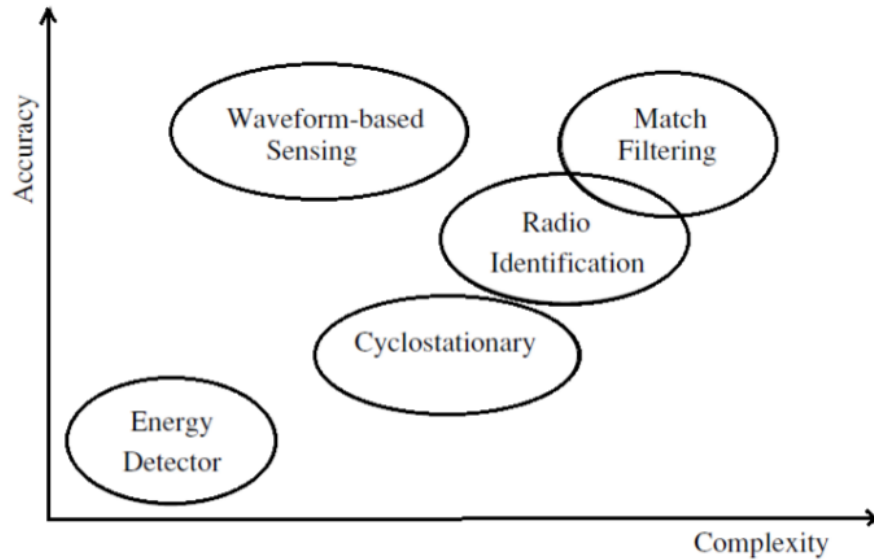 Accuracy
Waveform-based
Sensing
Match
Filtering
Radio
Identification
Cyclostationary
Energy
Detector
Complexity